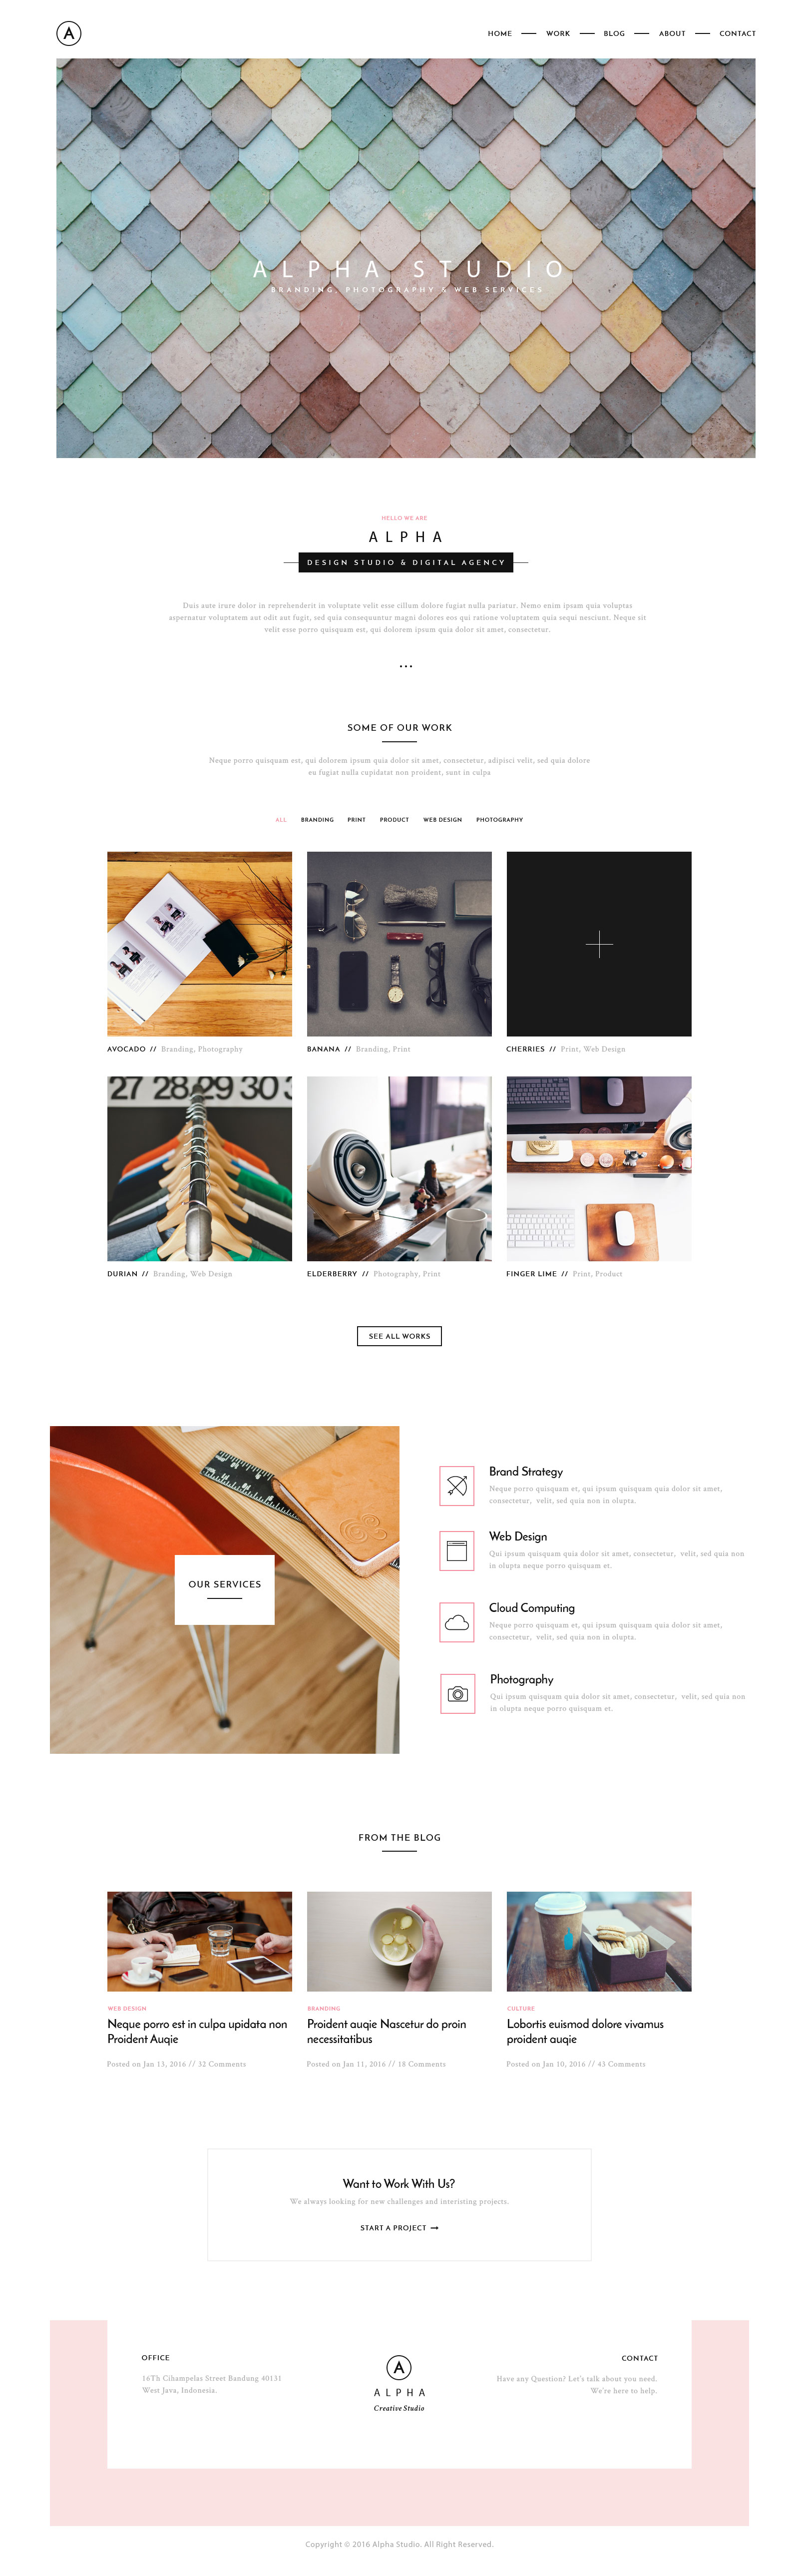 A
HOME WORK BLOG ABOUT CONTACT
ALPHA STUDIO
BRANDING, PHOTOGRAPHY & WEB SERVICES
HELLO WE ARE
ALPHA
DESIGN STUDIO & DIGITAL AGENCY
Duis aute irure dolor in reprehenderit in voluptate velit esse cillum dolore fugiat nulla pariatur. Nemo enim ipsam quia voluptas
aspernatur voluptatem aut odit aut fugit, sed quia consequuntur magni dolores eos qui ratione voluptatem quia sequi nesciunt. Neque sit
velit esse porro quisquam est, qui dolorem ipsum quia dolor sit amet, consectetur.
...
SOME OF OUR WORK
Neque porro quisquam est, qui dolorem ipsum quia dolor sit amet, consectetur, adipisci velit, sed quia dolore
eu fugiat nulla cupidatat non proident, sunt in culpa
ALL BRANDING PRINT PRODUCT WEB DESIGN PHOTOGRAPHY
AVOCADO // Branding, Photography
BANANA // Branding, Print
CHERRIES // Print, Web Design
27 28 29 30
DURIAN // Branding, Web Design
ELDERBERRY // Photography, Print
FINGER LIME // Print, Product
SEE ALL WORKS
OUR SERVICES
Brand Strategy
Neque porro quisquam et, qui ipsum quisquam quia dolor sit amet,
consectetur, velit, sed quia non in olupta.
Web Design
Qui ipsum quisquam quia dolor sit amet, consectetur, velit, sed quia non
in olupta neque porro quisquam et.
Cloud Computing
Neque porro quisquam et, qui ipsum quisquam quia dolor sit amet,
consectetur, velit, sed quia non in olupta.
Photography
Qui ipsum quisquam quia dolor sit amet, consectetur, velit, sed quia non
in olupta neque porro quisquam et.
FROM THE BLOG
WEB DESIGN
Neque porro est in culpa upidata non
Proident Auqie
Posted on Jan 13, 2016 // 32 Comments
BRANDING
Proident auqie Nascetur do proin
necessitatibus
Posted on Jan 11, 2016 // 18 Comments
CULTURE
Lobortis euismod dolore vivamus
proident auqie
Posted on Jan 10, 2016 // 43 Comments
Want to Work With Us?
We always looking for new challenges and interisting projects.
START A PROJECT
OFFICE
16Th Cihampelas Street Bandung 40131
West Java, Indonesia.
A
ALPHA
Creative Studio
CONTACT
Have any Question? Let's talk about you need.
We're here to help.
Copyright © 2016 Alpha Studio. All Right Reserved.